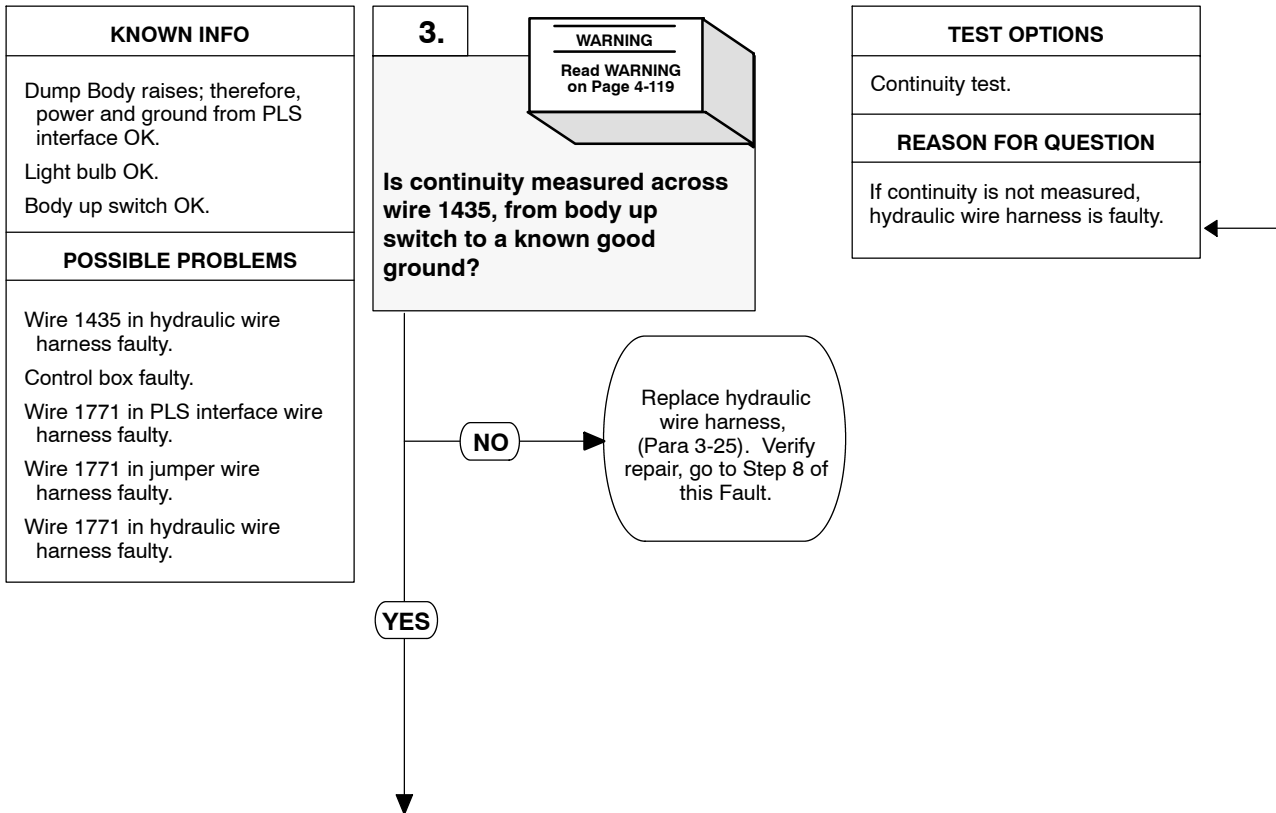 KNOWN INFO
Dump Body raises; therefore,
power and ground from PLS
interface OK.
Light bulb OK.
Body up switch OK.
POSSIBLE PROBLEMS
Wire 1435 in hydraulic wire
harness faulty.
Control box faulty.
Wire 1771 in PLS interface wire
harness faulty.
Wire 1771 in jumper wire
harness faulty.
Wire 1771 in hydraulic wire
harness faulty.
3.
WARNING
Read WARNING
on Page 4-119
Is continuity measured across
wire 1435, from body up
switch to a known good
ground?
TEST OPTIONS
Continuity test.
REASON FOR QUESTION
If continuity is not measured,
hydraulic wire harness is faulty.
NO
Replace hydraulic
wire harness,
(Para 3-25). Verify
repair, go to Step 8 of
this Fault.
YES